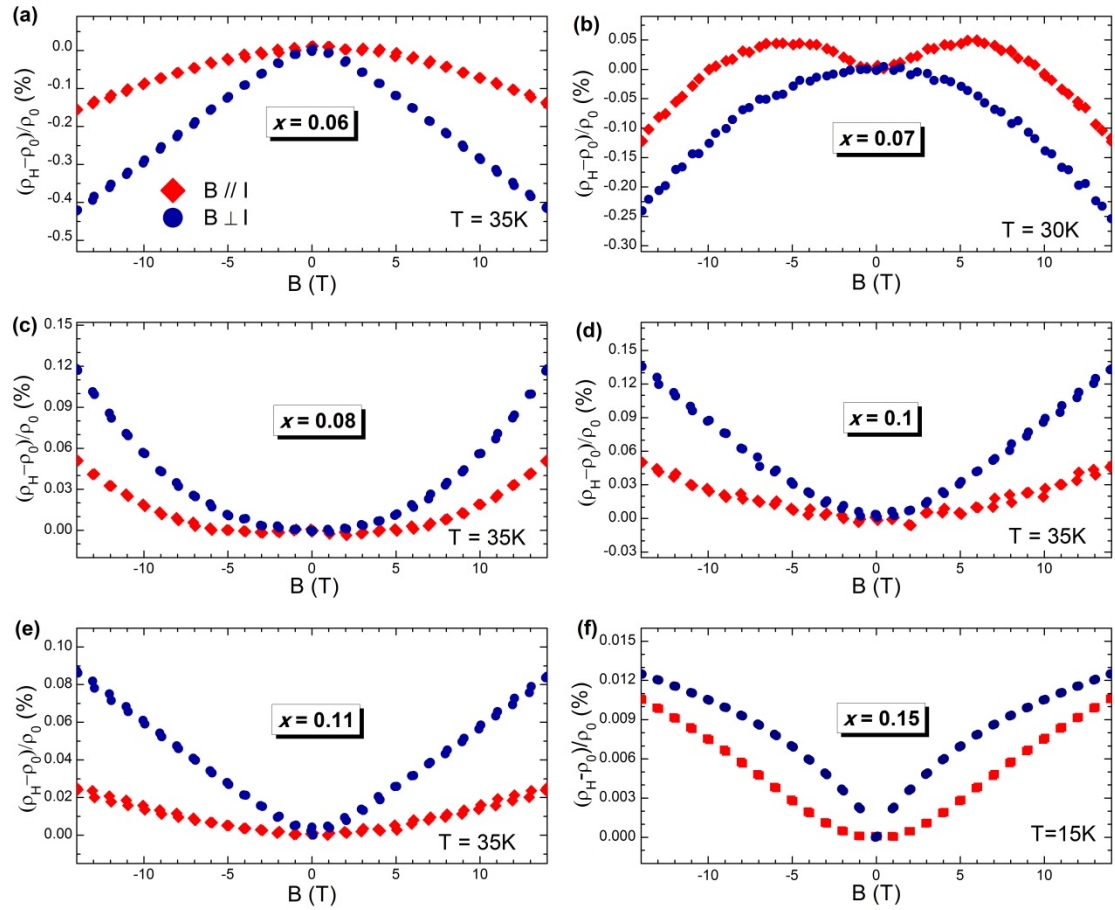 (a)
(ρH−ρ0)/ρ0 (%)
0.0
-0.1
-0.2
-0.3
-0.4
-0.5
x = 0.06
B // I
B ⊥ I
T = 35K
-10 -5 0 5 10
B (T)
(b)
(ρH−ρ0)/ρ0 (%)
0.05
0.00
-0.05
-0.10
-0.15
-0.20
-0.25
-0.30
x = 0.07
T = 30K
-10 -5 0 5 10
B (T)
(c)
(ρH−ρ0)/ρ0 (%)
0.15
0.12
0.09
0.06
0.03
0.00
x = 0.08
T = 35K
-10 -5 0 5 10
B (T)
(d)
(ρH−ρ0)/ρ0 (%)
0.15
0.12
0.09
0.06
0.03
0.00
-0.03
x = 0.1
T = 35K
-10 -5 0 5 10
B (T)
(e)
(ρH−ρ0)/ρ0 (%)
0.10
0.08
0.06
0.04
0.02
0.00
x = 0.11
T = 35K
-10 -5 0 5 10
B (T)
(f)
(ρH-ρ0)/ρ0 (%)
0.015
0.012
0.009
0.006
0.003
0.000
x = 0.15
T=15K
-10 -5 0 5 10
B (T)